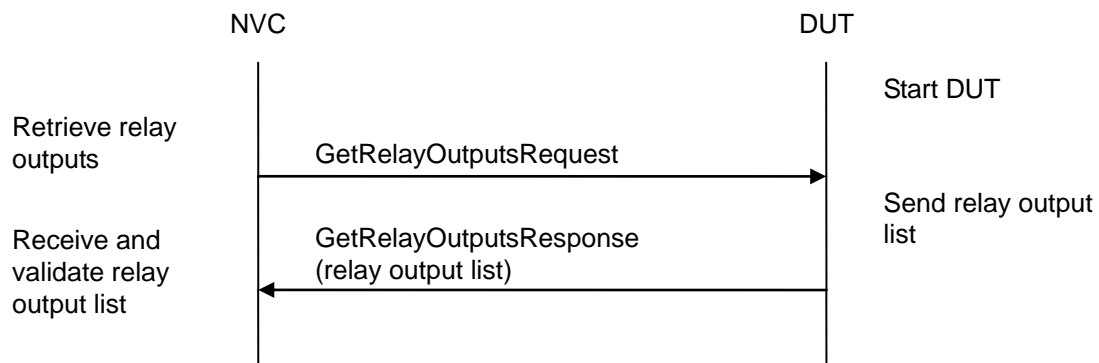 NVC
DUT
Start DUT
Retrieve relay
outputs
GetRelayOutputsRequest
Send relay output
list
Receive and
validate relay
output list
GetRelayOutputsResponse
(relay output list)